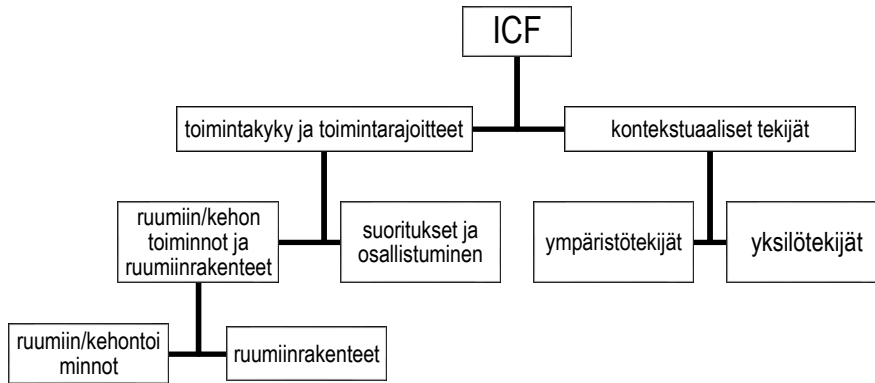 ICF
toimintakyky ja toimintarajoitteet
kontekstuaaliset tekijät
ruumiin/kehon
toiminnot ja
ruumiinrakenteet
suoritukset ja
osallistuminen
ympäristötekijät
yksilötekijät
ruumiin/kehontoi
minnot
ruumiinrakenteet